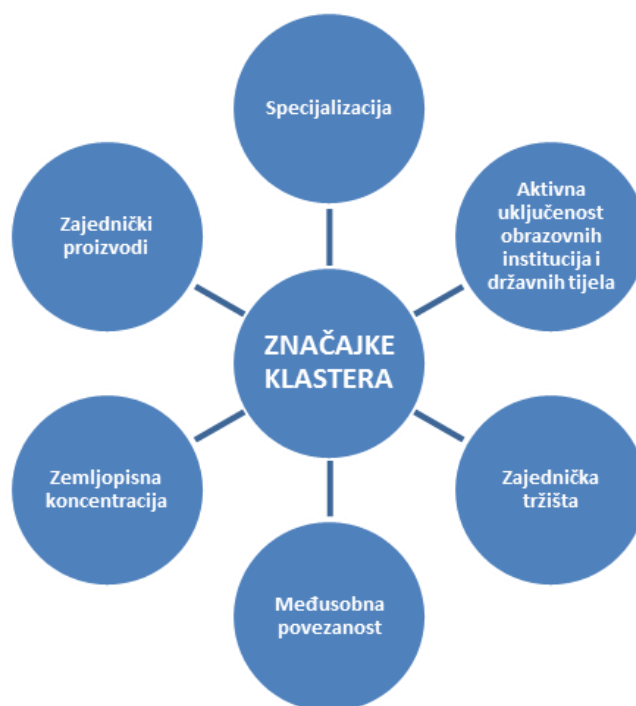 Specijalizacija
Aktivna
uključenost
obrazovnih
institucija i
državnih tijela
Zajednička
tržišta
Međusobna
povezanost
Zemljopisna
koncentracija
Zajednički
proizvodi
ZNAČAJKE
KLASTERA